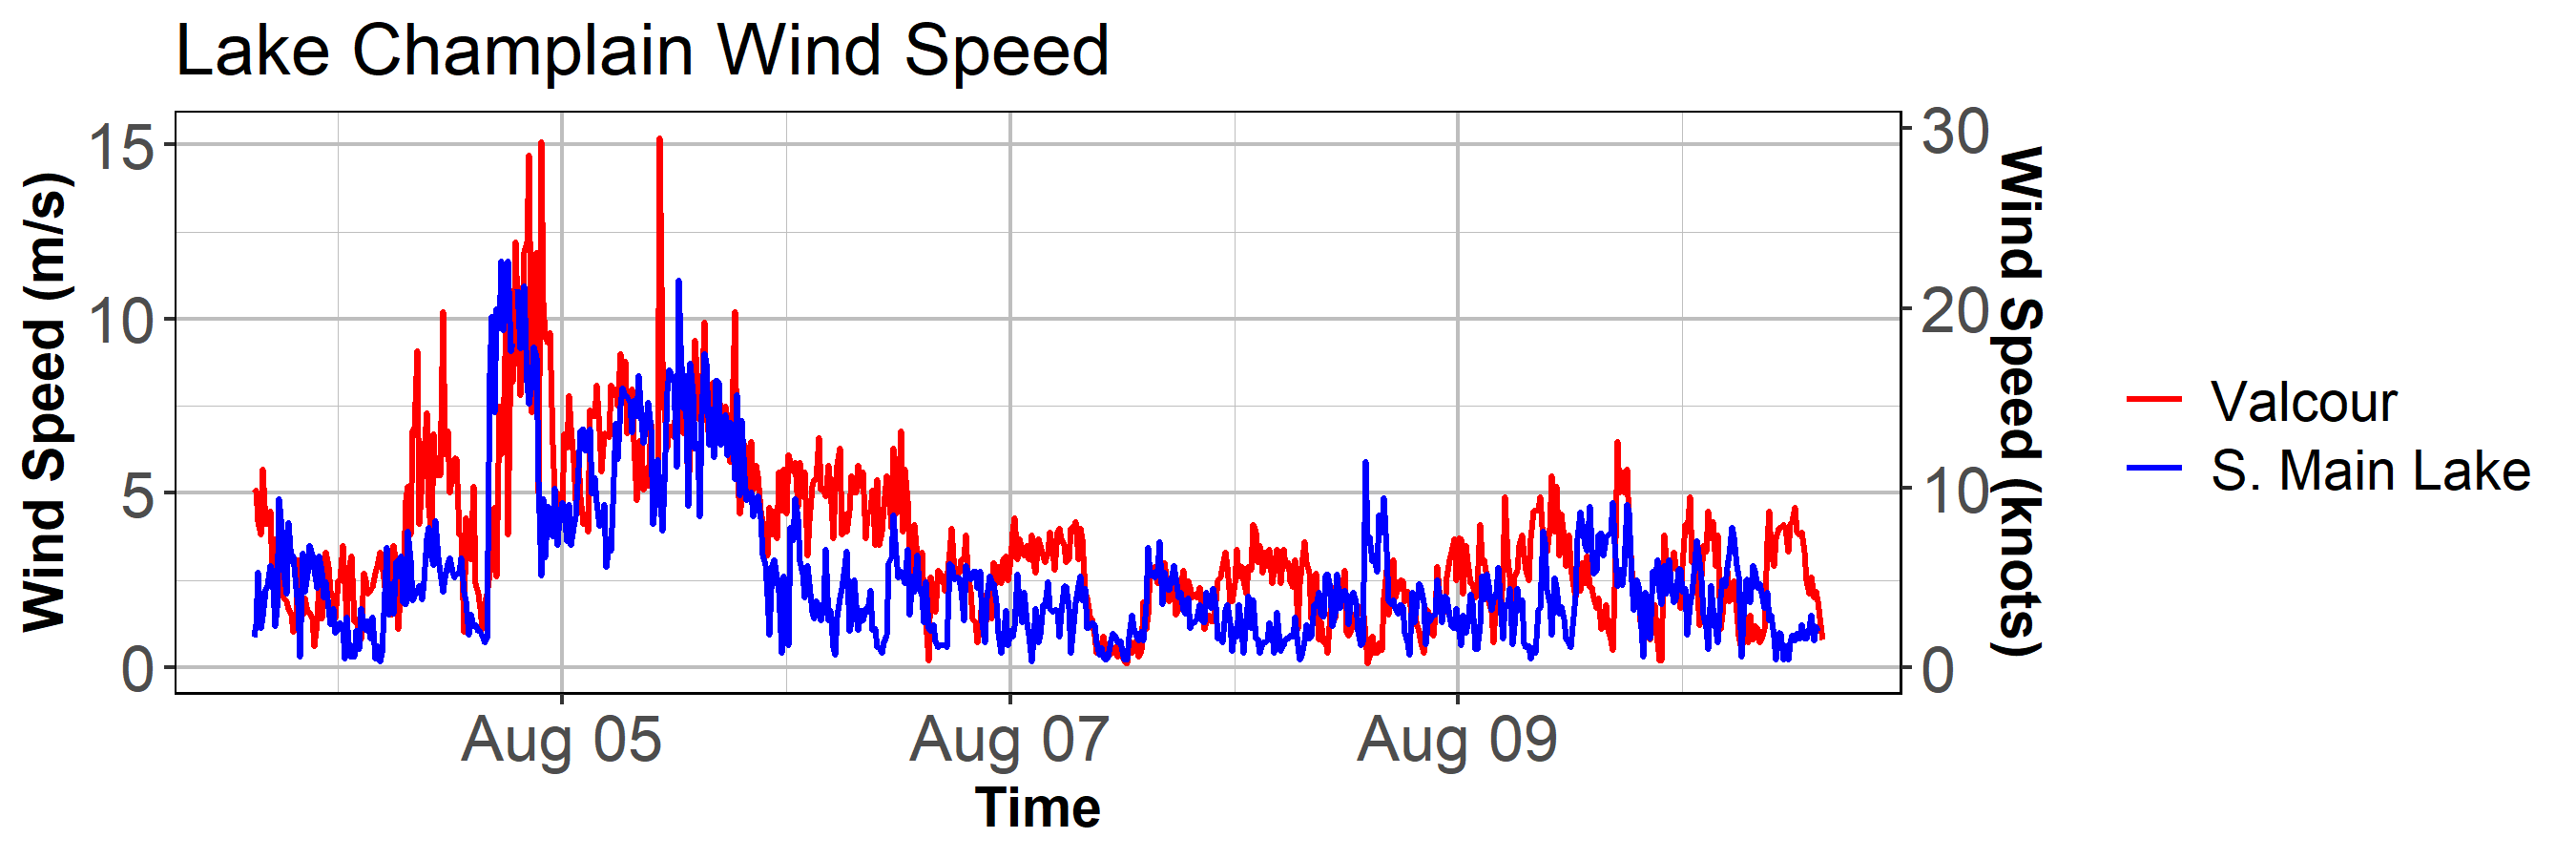 Lake Champlain Wind Speed
Wind Speed (m/s)
15
10
5
0
30
20
10
0
Wind Speed (knots)
Aug 05
Aug 07
Aug 09
Time
Valcour
S. Main Lake